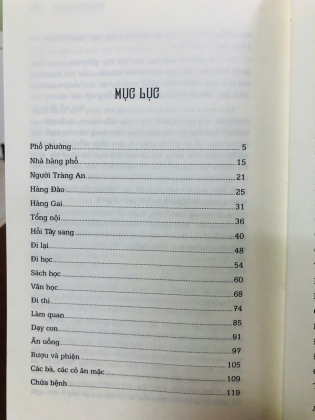 MỤC LỤC
Phố phường 5
Nhà hàng phố 15
Người Tràng An 21
Hàng Đào 25
Hàng Gai 31
Tổng nội 36
Hồi Tây sang 40
Đi lại 48
Đi học 54
Sách học 60
Văn học 68
Đi thi 74
Làm quan 85
Dạy con 91
Ăn uống 97
Rượu và phiện 105
Các bà, các cô ăn mặc 109
Chữa bệnh 119